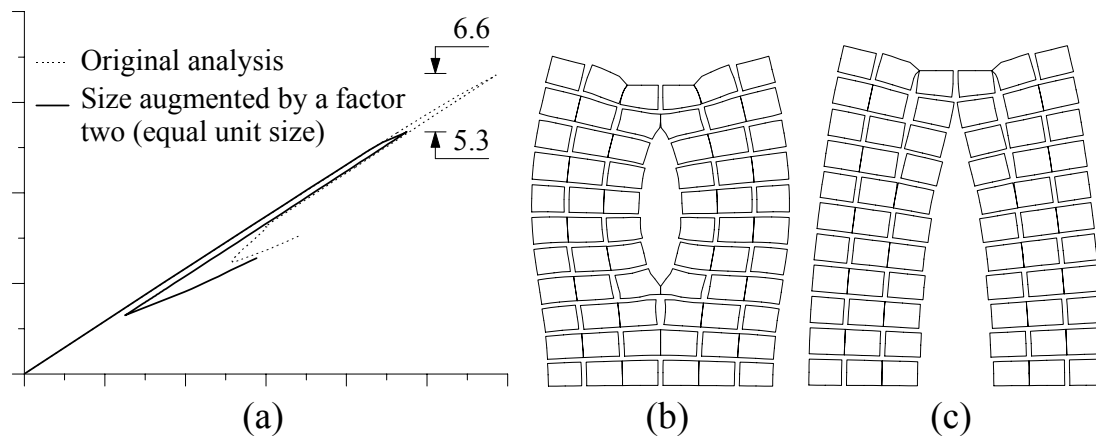 6.6
Original analysis
Size augmented by a factor
two (equal unit size)
5.3
(a)
(b)
(c)